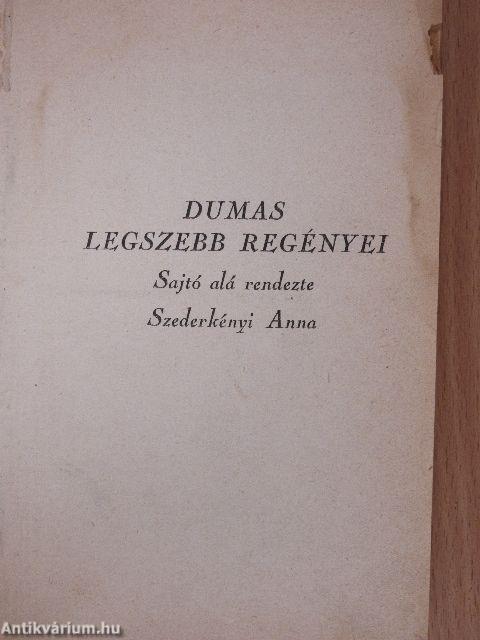 DUMAS
LEGSZEBB REGÉNYEI
Sajtó alá rendezte
Szederkényi Anna
Antikvárium.hu